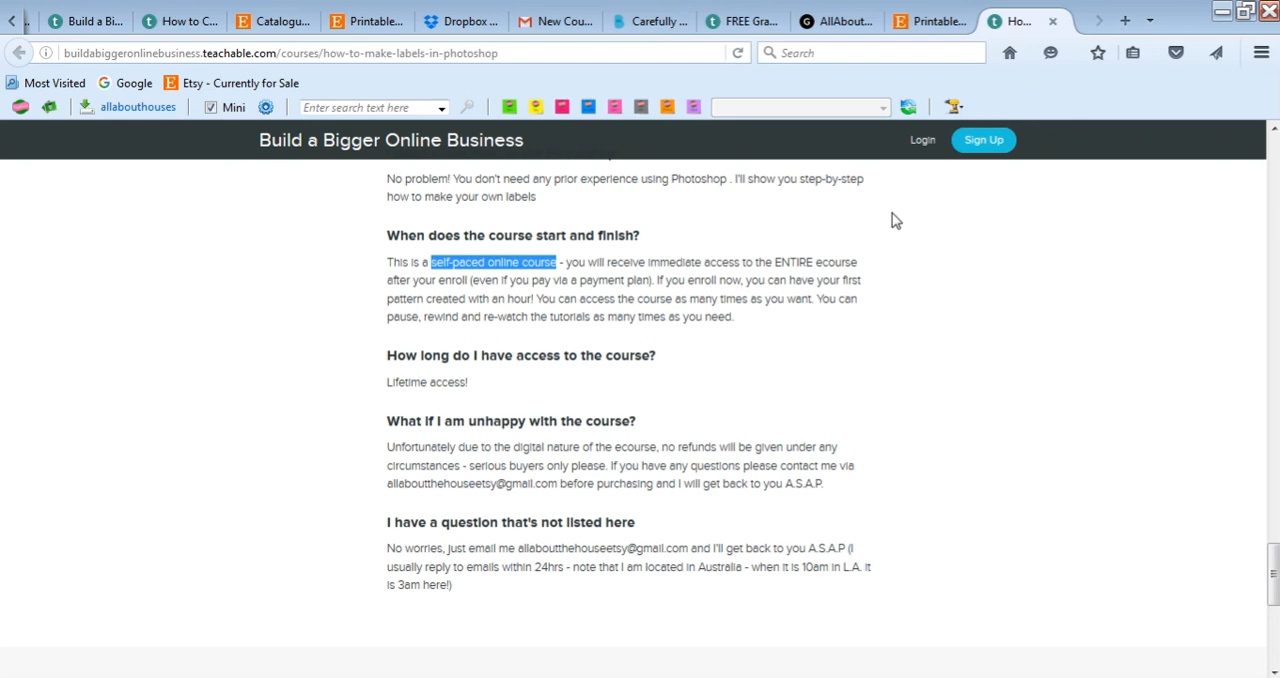 Build a Bi...
How to C...
Catalogu...
Printable...
Dropbox ...
New Cou...
Carefully ...
FREE Gra...
AllAbout...
Printable...
Ho...
buildabiggeronlinebusiness.teachable.com/courses/how-to-make-labels-in-photoshop
Search
Most Visited
Google
Etsy - Currently for Sale
allabouthouses
Mini
Enter search text here
Build a Bigger Online Business
Login
Sign Up
No problem! You don't need any prior experience using Photoshop . I'll show you step-by-step
how to make your own labels
When does the course start and finish?
This is a self-paced online course - you will receive immediate access to the ENTIRE ecourse
after your enroll (even if you pay via a payment plan). If you enroll now, you can have your first
pattern created with an hour! You can access the course as many times as you want. You can
pause, rewind and re-watch the tutorials as many times as you need.
How long do I have access to the course?
Lifetime access!
What if I am unhappy with the course?
Unfortunately due to the digital nature of the ecourse, no refunds will be given under any
circumstances - serious buyers only please. If you have any questions please contact me via
allaboutthehouseetsy@gmail.com before purchasing and I will get back to you A.S.A.P.
I have a question that's not listed here
No worries, just email me allaboutthehouseetsy@gmail.com and I'll get back to you A.S.A.P (I
usually reply to emails within 24hrs - note that I am located in Australia - when it is 10am in L.A. it
is 3am here!)